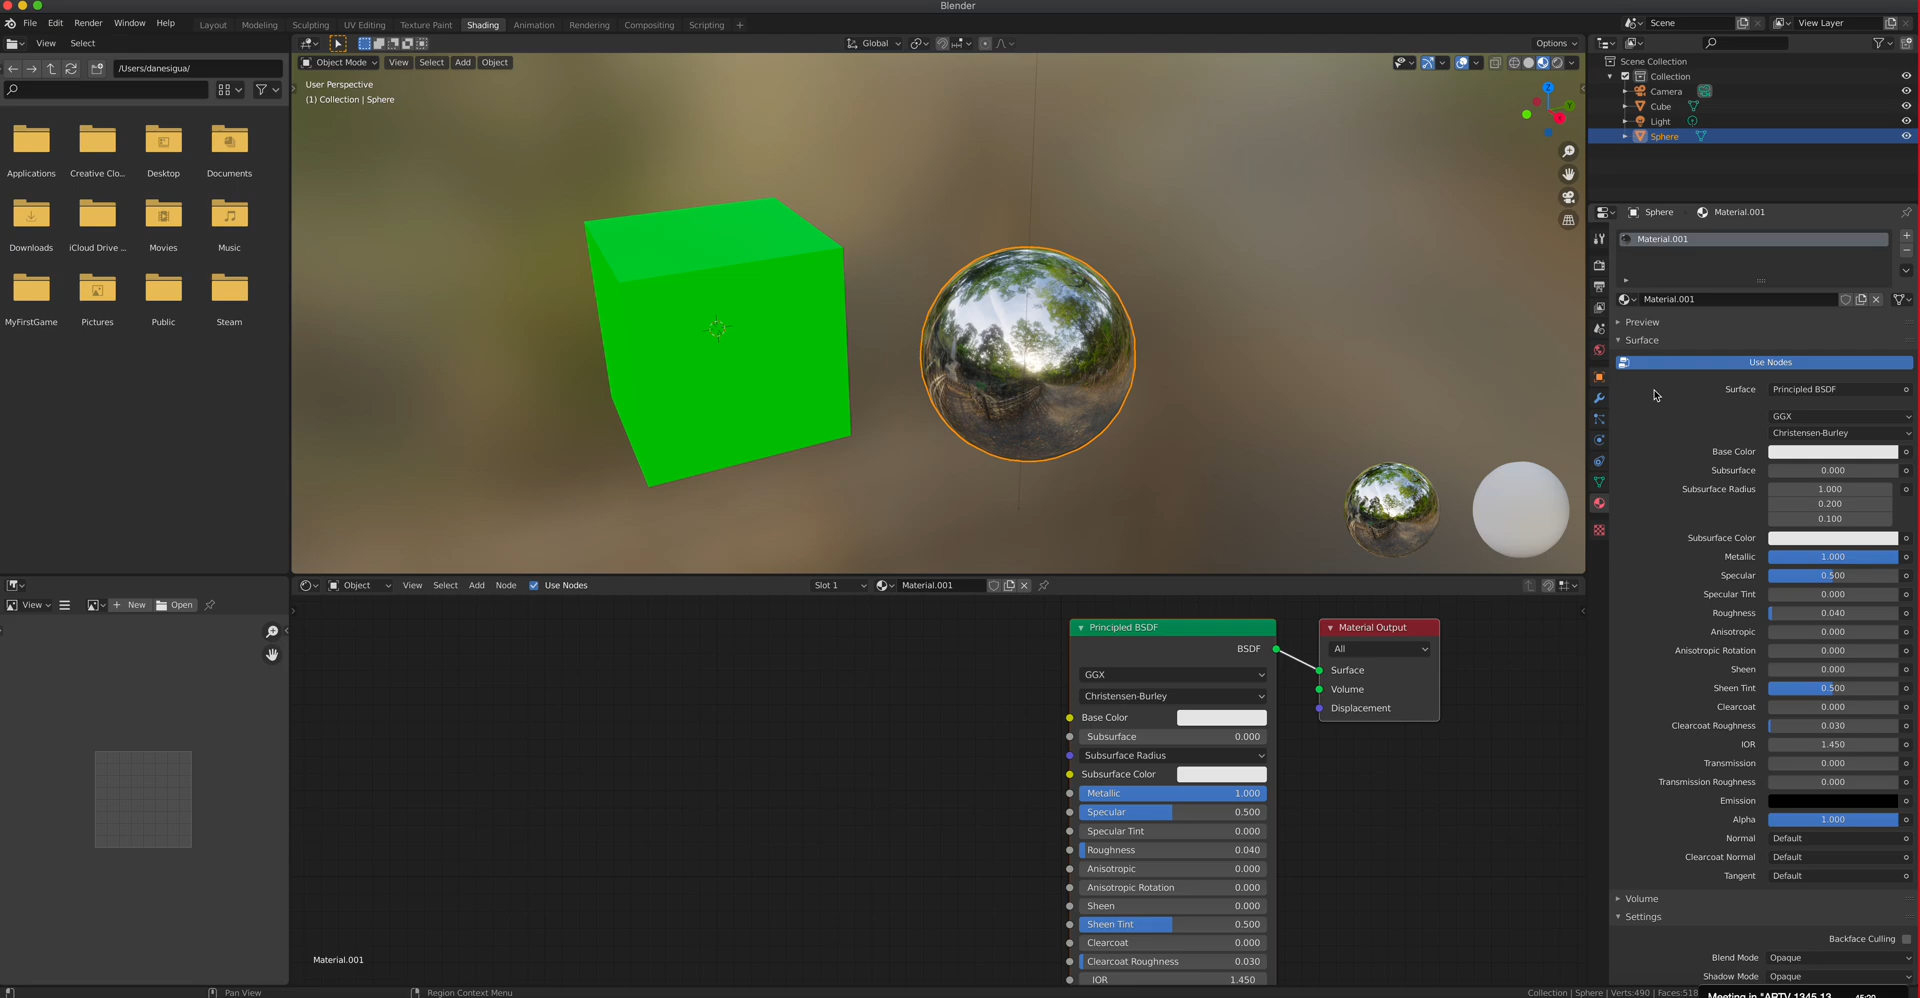 Blender
File Edit Render Window Help Layout Modeling Sculpting UV Editing Texture Paint Shading Animation Rendering Compositing Scripting + Scene View Layer
View Select
Global
Options
/Users/danesigua/
Object Mode View Select Add Object
User Perspective
(1) Collection | Sphere
Applications Creative Clo... Desktop Documents
Downloads iCloud Drive ... Movies Music
MyFirstGame Pictures Public Steam
Z
Y
X
Scene Collection
Collection
Camera
Cube
Light
Sphere
Sphere Material.001
Material.001
Material.001
Preview
Surface
Use Nodes
Surface Principled BSDF
GGX
Christensen-Burley
Base Color
Subsurface 0.000
Subsurface Radius 1.000
0.200
0.100
Subsurface Color
Metallic 1.000
Specular 0.500
Specular Tint 0.000
Roughness 0.040
Anisotropic 0.000
Anisotropic Rotation 0.000
Sheen 0.000
Sheen Tint 0.500
Clearcoat 0.000
Clearcoat Roughness 0.030
IOR 1.450
Transmission 0.000
Transmission Roughness 0.000
Emission
Alpha 1.000
Normal Default
Clearcoat Normal Default
Tangent Default
Volume
Settings
Backface Culling
Blend Mode Opaque
Shadow Mode Opaque
View New Open
Object View Select Add Node Use Nodes Slot 1 Material.001
Principled BSDF
BSDF
GGX
Christensen-Burley
Base Color
Subsurface 0.000
Subsurface Radius
Subsurface Color
Metallic 1.000
Specular 0.500
Specular Tint 0.000
Roughness 0.040
Anisotropic 0.000
Anisotropic Rotation 0.000
Sheen 0.000
Sheen Tint 0.500
Clearcoat 0.000
Clearcoat Roughness 0.030
IOR 1.450
Material Output
All
Surface
Volume
Displacement
Material.001
Pan View Region Context Menu
Collection | Sphere | Verts:490 | Faces:518
Meeting in "ARTV 1345 13